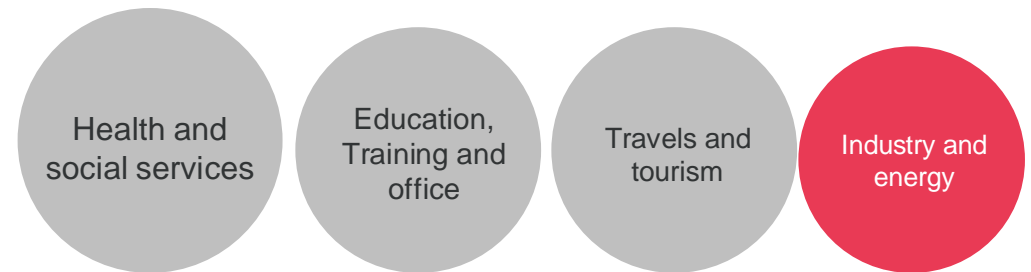 Health and
social services
Education,
Training and
office
Travels and
tourism
Industry and
energy